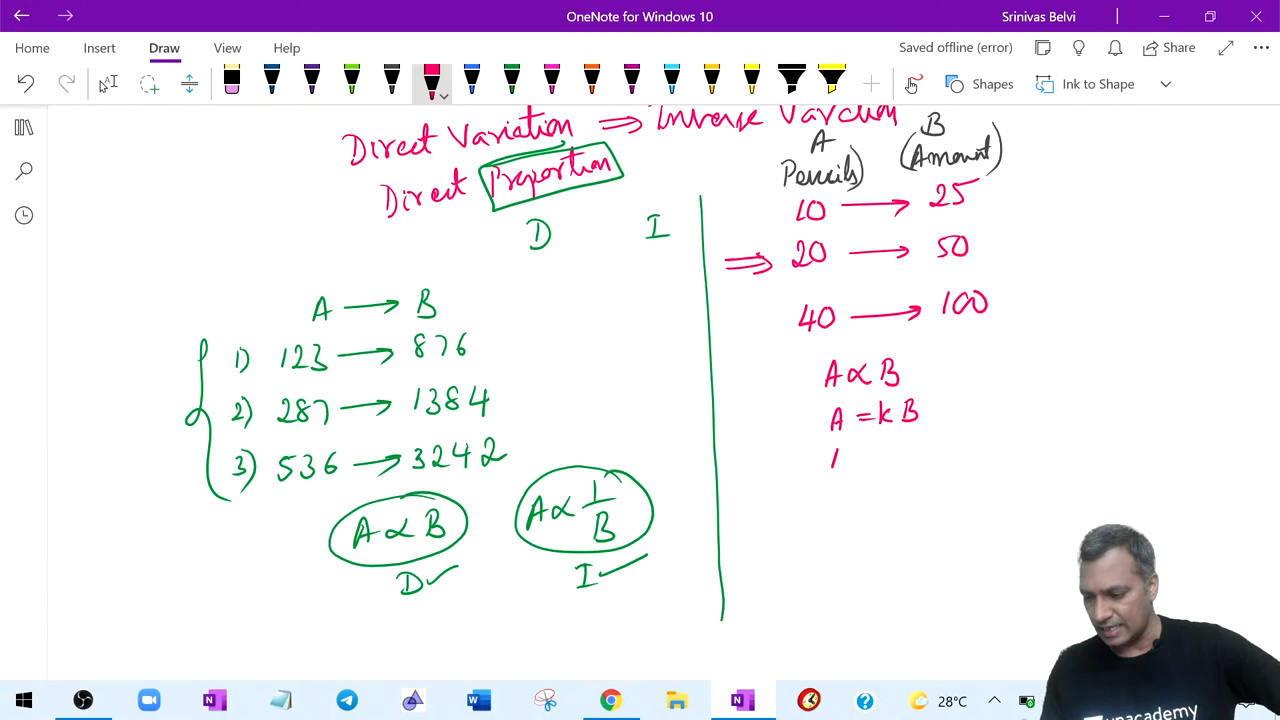 OneNote for Windows 10
Srinivas Belvi
Home Insert Draw View Help
Saved offline (error)
Share
Shapes
Ink to Shape
Direct Variation ⇒ Inverse Variation
Direct Proportion
D I
A → B
1) 123 → 876
2) 287 → 1384
3) 536 → 3242
A ∝ B
D ✓
A ∝ 1/B
I ✓
A B
(Pencils) (Amount)
10 → 25
⇒ 20 → 50
40 → 100
A ∝ B
A = kB
unacademy
28°C